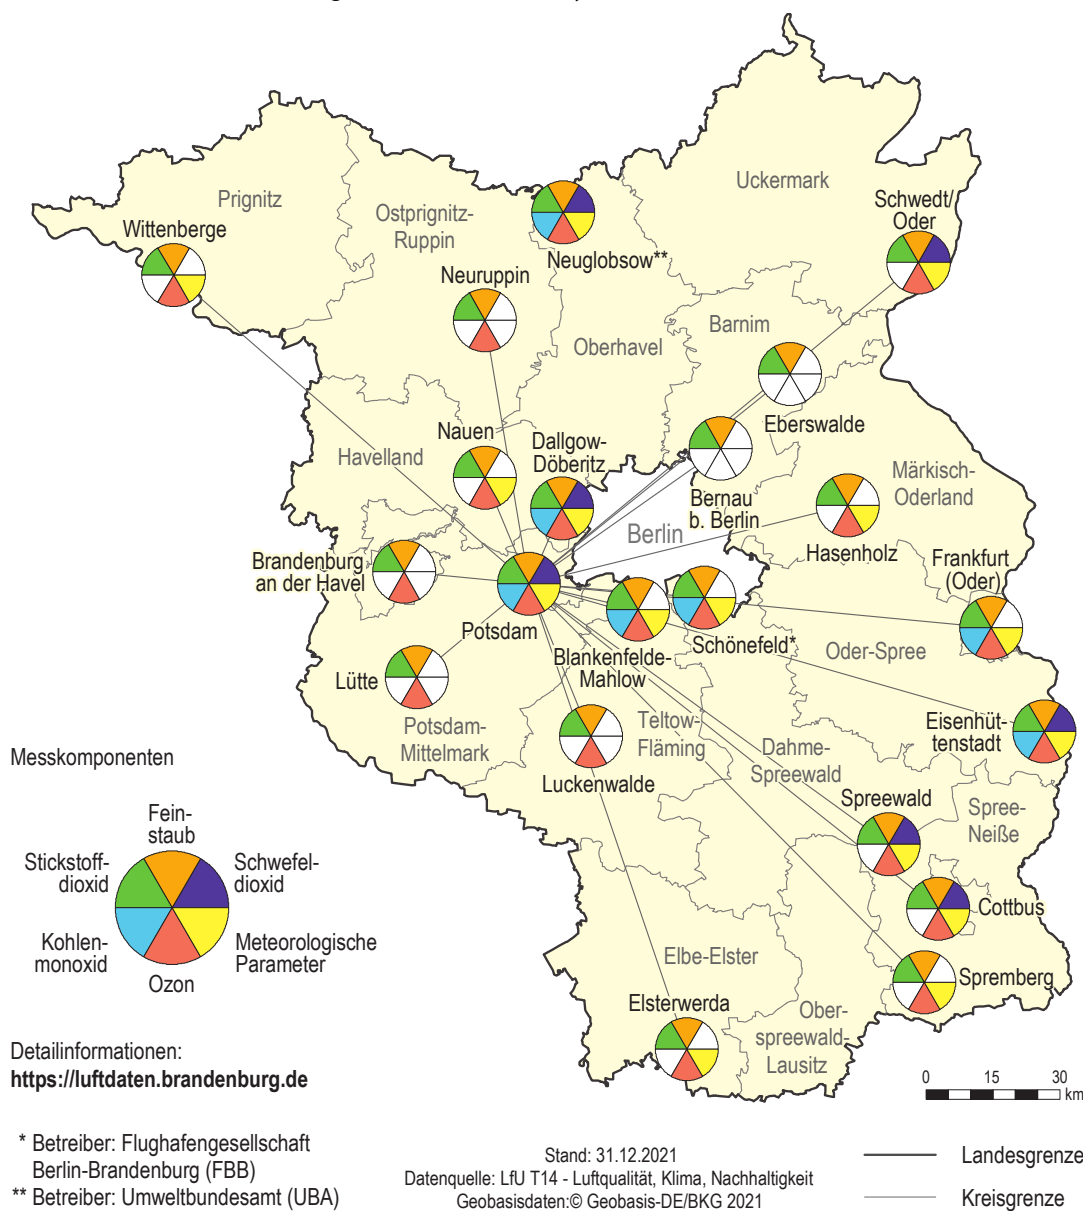 Uckermark
Prignitz
Ostprignitz-
Ruppin
Schwedt/
Oder
Wittenberge
Neuglobsow**
Neuruppin
Barnim
Oberhavel
Eberswalde
Nauen
Dallgow-
Döberitz
Havelland
Märkisch-
Oderland
Bernau
b. Berlin
Berlin
Hasenholz
Brandenburg
an der Havel
Frankfurt
(Oder)
Potsdam
Schönefeld*
Blankenfelde-
Mahlow
Oder-Spree
Lütte
Potsdam-
Mittelmark
Teltow-
Fläming
Eisenhüt-
tenstadt
Dahme-
Spreewald
Luckenwalde
Spreewald
Spree-
Neiße
Cottbus
Elbe-Elster
Spremberg
Elsterwerda
Ober-
spreewald-
Lausitz
Messkomponenten
Fein-
staub
Stickstoff-
dioxid
Schwefel-
dioxid
Kohlen-
monoxid
Meteorologische
Parameter
Ozon
Detailinformationen:
https://luftdaten.brandenburg.de
0 15 30
km
* Betreiber: Flughafengesellschaft
Berlin-Brandenburg (FBB)
** Betreiber: Umweltbundesamt (UBA)
Stand: 31.12.2021
Datenquelle: LfU T14 - Luftqualität, Klima, Nachhaltigkeit
Geobasisdaten:© Geobasis-DE/BKG 2021
Landesgrenze
Kreisgrenze